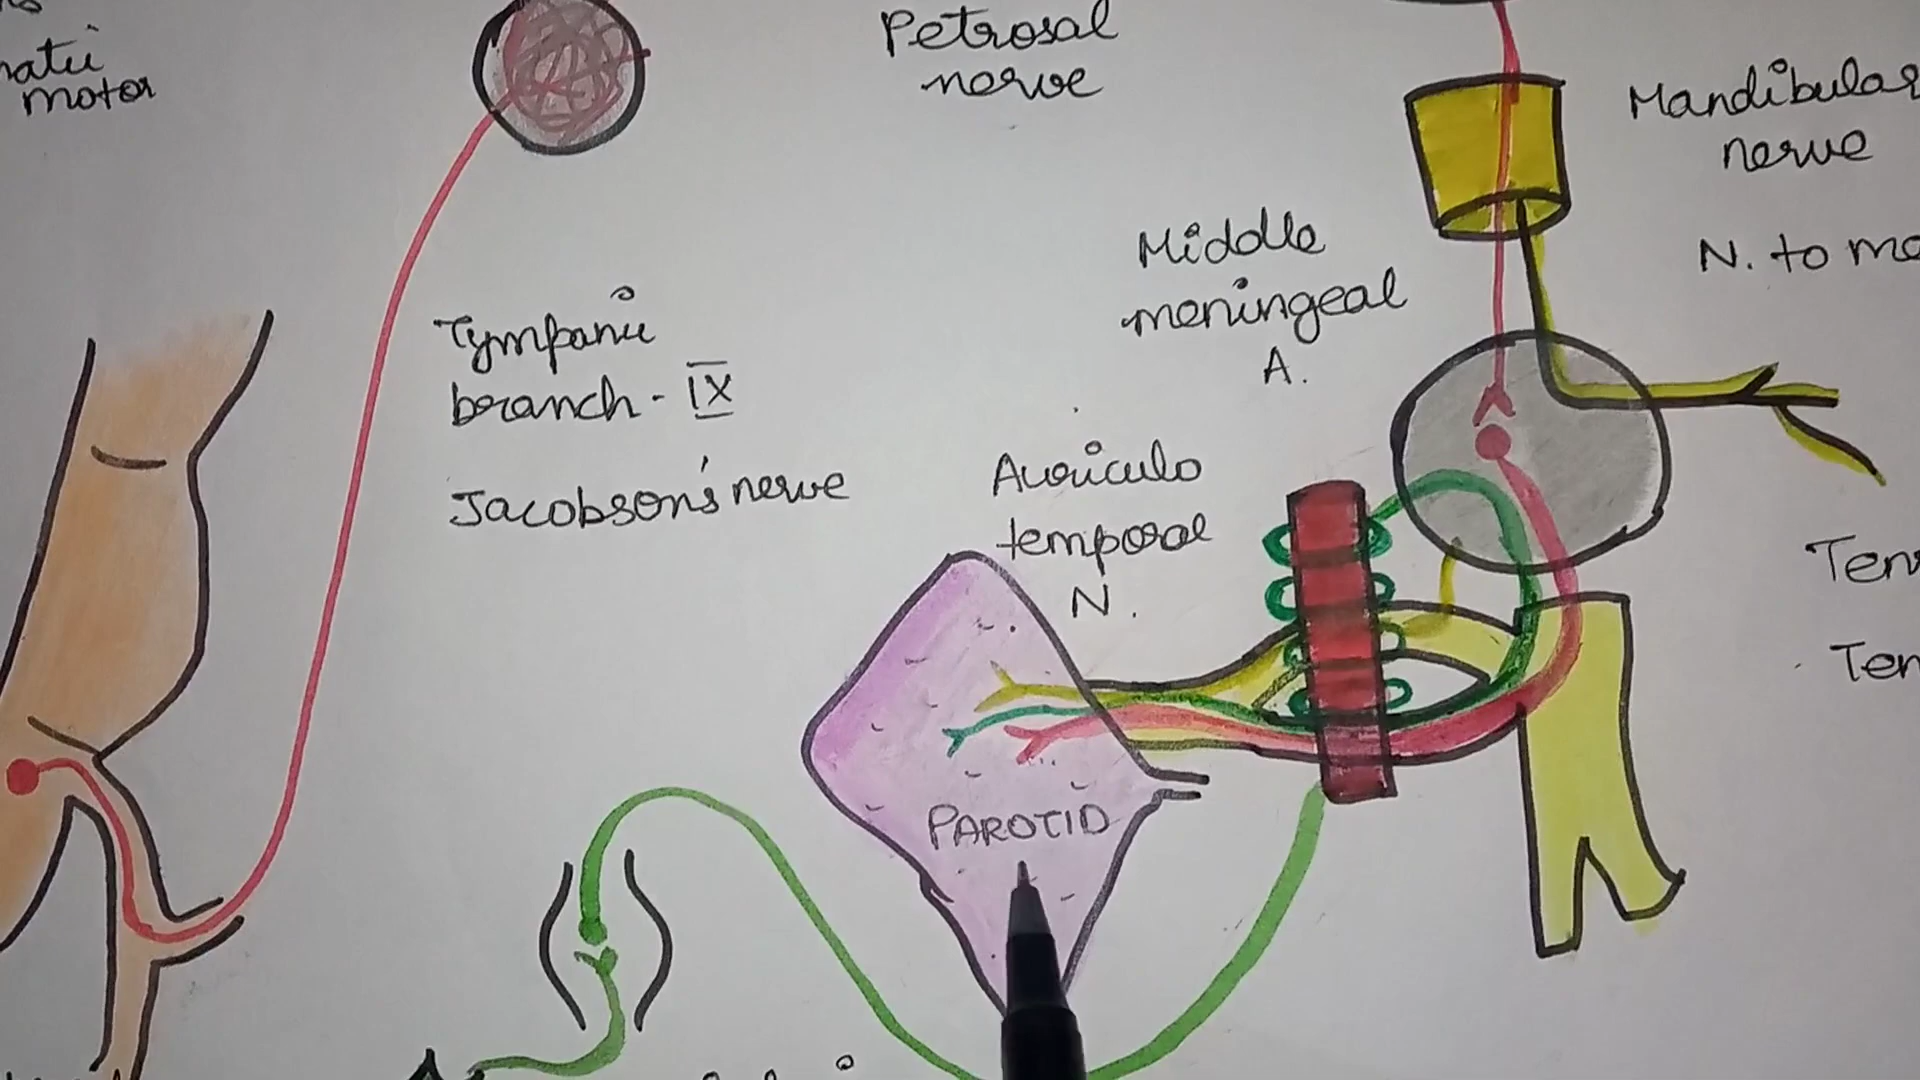 motor
Petrosal
nerve
Mandibular
nerve
N. to
Middle
meningeal
A.
Tympanic
branch - IX
Jacobson's nerve
Auriculo
temporal
N.
PAROTID